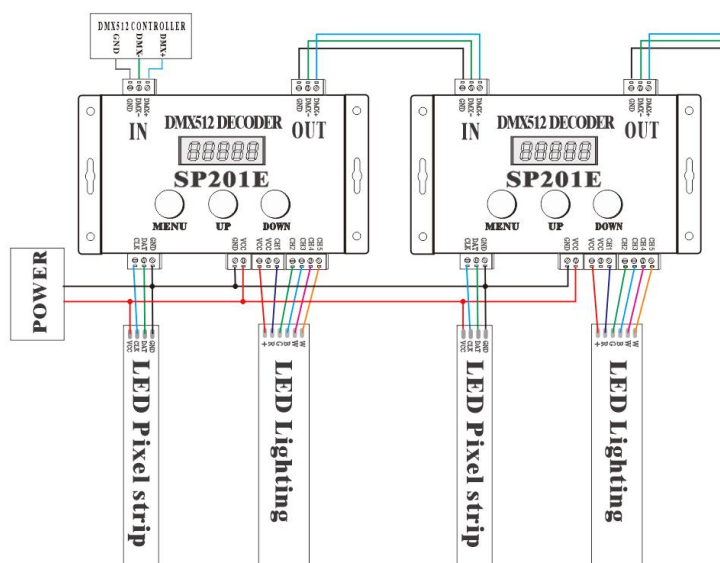 DMX512 CONTROLLER
GND
DMX-
DMX+
GND
DMX-
DMX+
IN
DMX512 DECODER
GND
DMX-
DMX+
OUT
88888
SP201E
MENU
UP
DOWN
CLK
DAT
GND
GND
VCC
VCC
VCC
CH1
CH2
CH3
CH4
CH5
GND
DMX-
DMX+
IN
DMX512 DECODER
GND
DMX-
DMX+
OUT
88888
SP201E
MENU
UP
DOWN
CLK
DAT
GND
GND
VCC
VCC
VCC
CH1
CH2
CH3
CH4
CH5
POWER
VCC
CLK
DAT
GND
LED Pixel strip
+
R
G
B
W
W
LED Lighting
VCC
CLK
DAT
GND
LED Pixel strip
+
R
G
B
W
W
LED Lighting